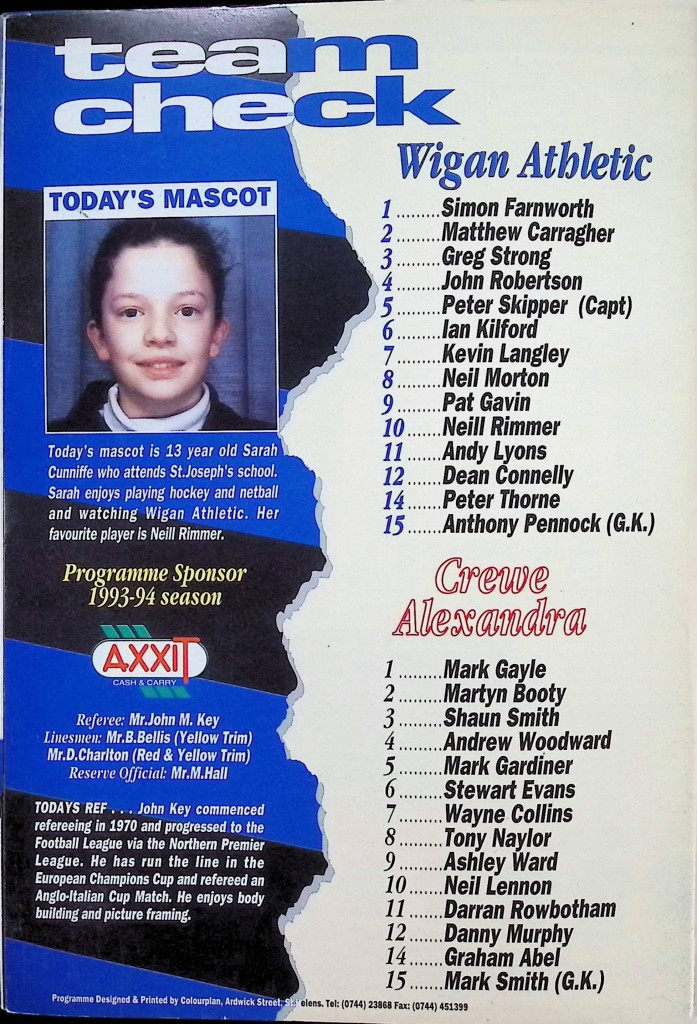 team
check
TODAY'S MASCOT
Today's mascot is 13 year old Sarah
Cunniffe who attends St.Joseph's school.
Sarah enjoys playing hockey and netball
and watching Wigan Athletic. Her
favourite player is Neill Rimmer.
Programme Sponsor
1993-94 season
AXXIT
CASH & CARRY
Referee: Mr.John M. Key
Linesmen: Mr.B.Bellis (Yellow Trim)
Mr.D.Charlton (Red & Yellow Trim)
Reserve Official: Mr.M.Hall
TODAYS REF . . . John Key commenced
refereeing in 1970 and progressed to the
Football League via the Northern Premier
League. He has run the line in the
European Champions Cup and refereed an
Anglo-Italian Cup Match. He enjoys body
building and picture framing.
Wigan Athletic
1.........Simon Farnworth
2.........Matthew Carragher
3.........Greg Strong
4.........John Robertson
5.........Peter Skipper (Capt)
6.........Ian Kilford
7.........Kevin Langley
8.........Neil Morton
9.........Pat Gavin
10.......Neill Rimmer
11.......Andy Lyons
12.......Dean Connelly
14.......Peter Thorne
15.......Anthony Pennock (G.K.)
Crewe
Alexandra
1.........Mark Gayle
2.........Martyn Booty
3.........Shaun Smith
4.........Andrew Woodward
5.........Mark Gardiner
6.........Stewart Evans
7.........Wayne Collins
8.........Tony Naylor
9.........Ashley Ward
10.......Neil Lennon
11.......Darran Rowbotham
12.......Danny Murphy
14.......Graham Abel
15.......Mark Smith (G.K.)
Programme Designed & Printed by Colourplan, Ardwick Street, St.Helens. Tel: (0744) 23868 Fax: (0744) 451399